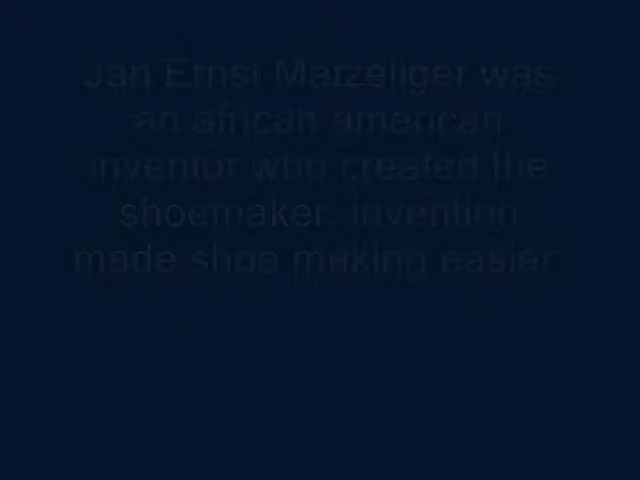 Jan Ernst Matzeliger was
an african american
inventor who created the
shoemaker. invention
made shoe making easier